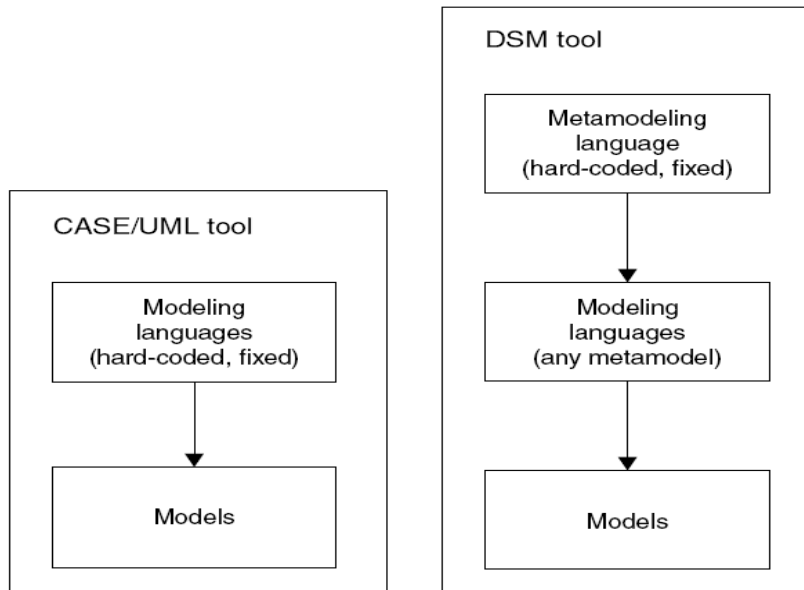 CASE/UML tool
Modeling
languages
(hard-coded, fixed)
Models
DSM tool
Metamodeling
language
(hard-coded, fixed)
Modeling
languages
(any metamodel)
Models